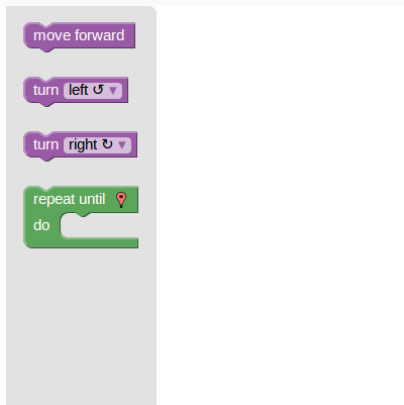 move forward
turn left ↺ ▾
turn right ↻ ▾
repeat until
do